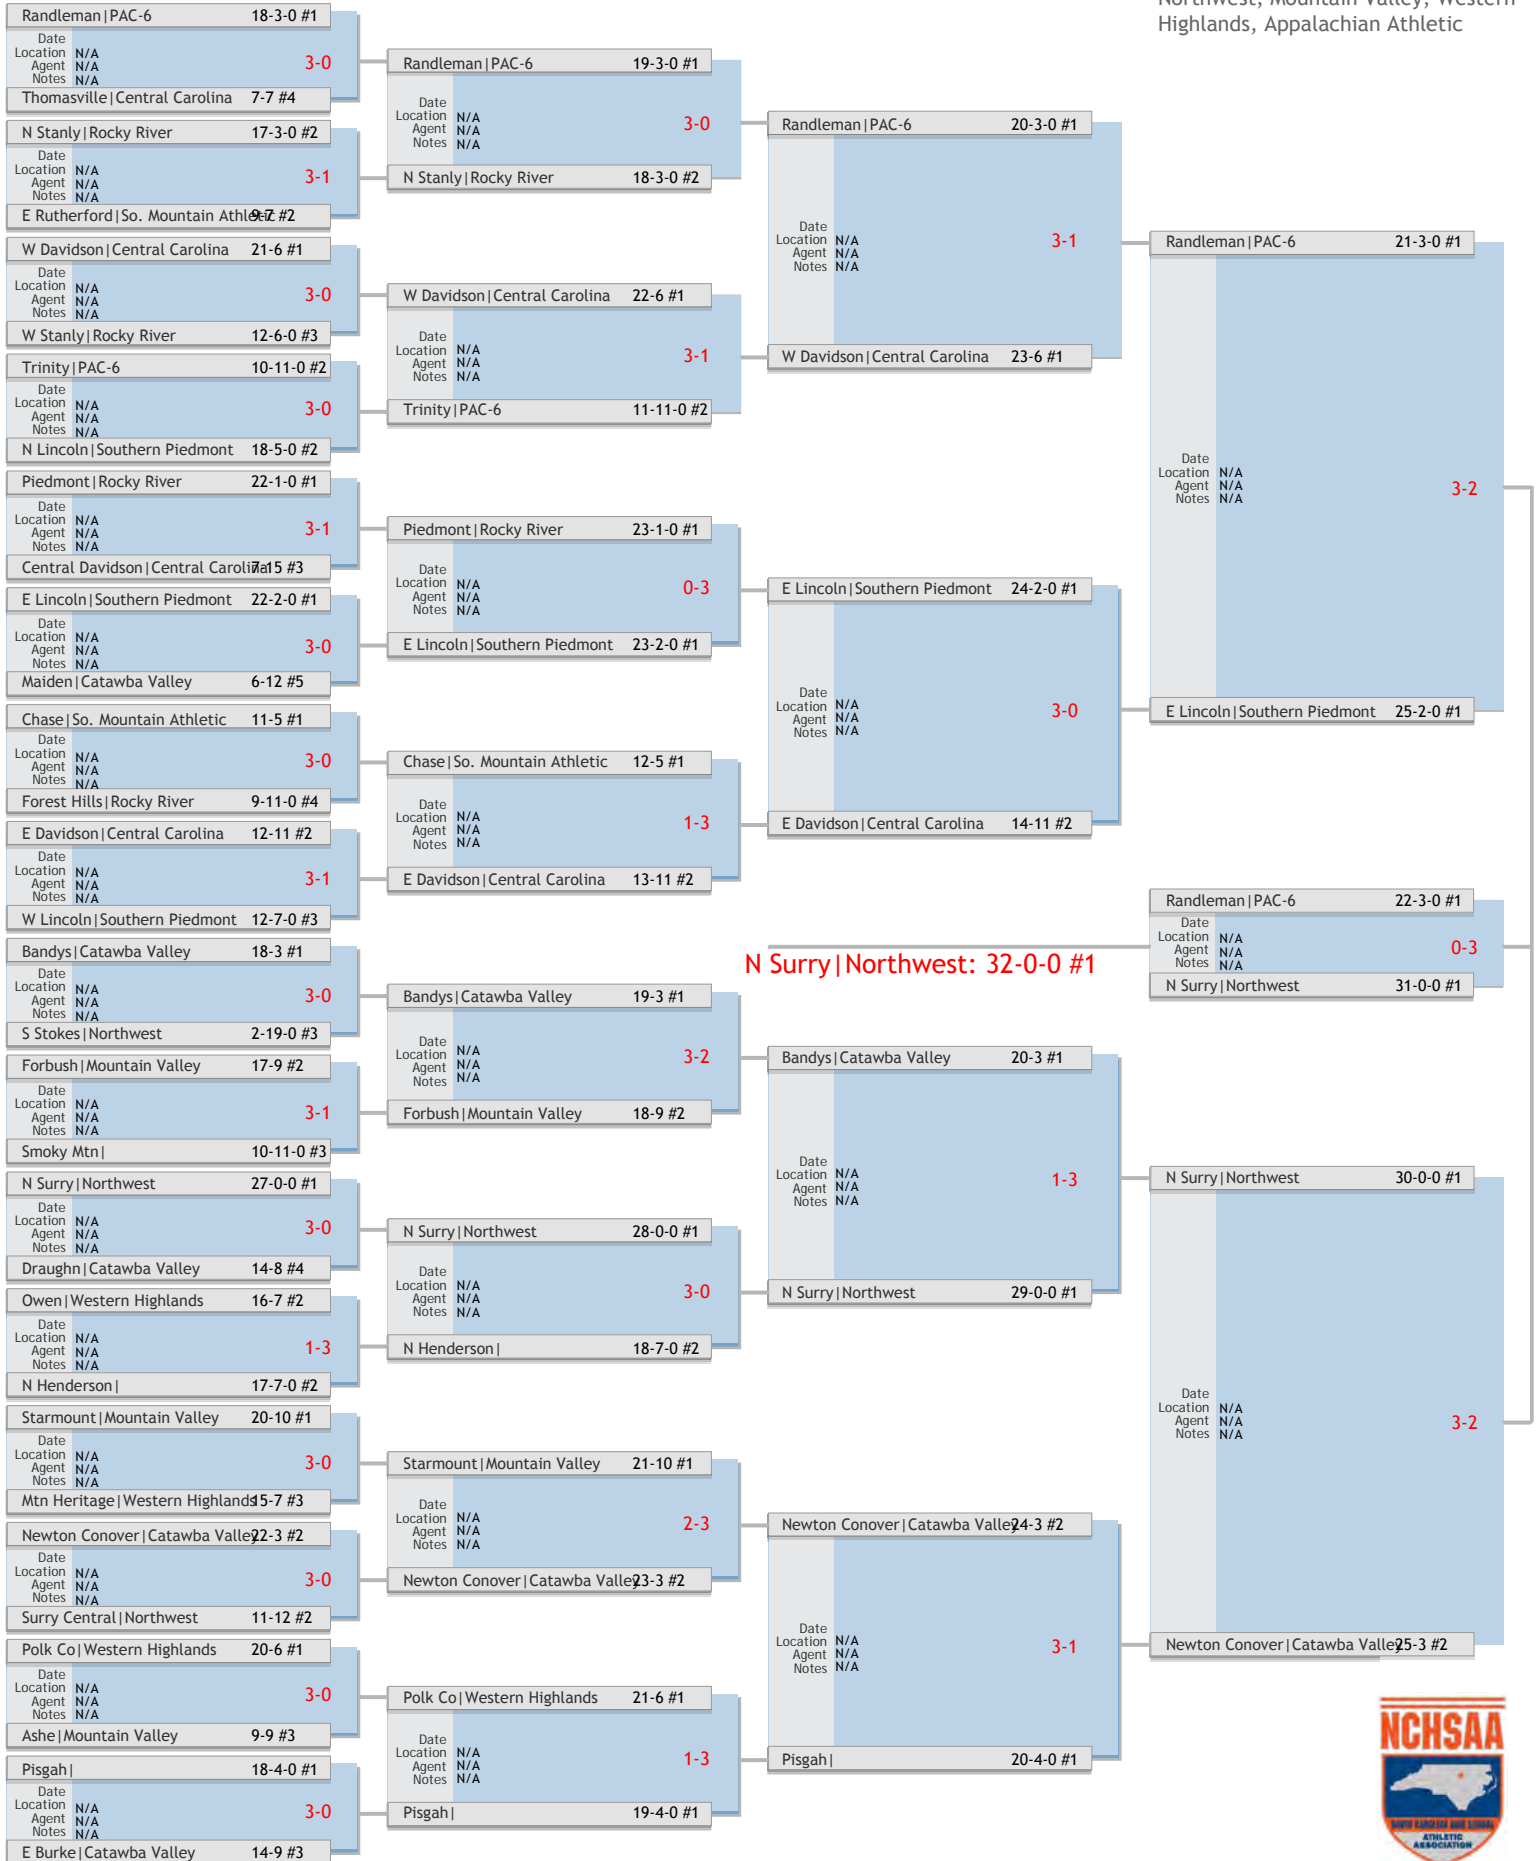 Northwest, Mountain Valley, Western
Highlands, Appalachian Athletic
Randleman|PAC-6 18-3-0 #1
Date
Location N/A
Agent N/A
Notes N/A
3-0
Thomasville|Central Carolina 7-7 #4
N Stanly|Rocky River 17-3-0 #2
Date
Location N/A
Agent N/A
Notes N/A
3-1
E Rutherford|So. Mountain Athletic 9-7 #2
W Davidson|Central Carolina 21-6 #1
Date
Location N/A
Agent N/A
Notes N/A
3-0
W Stanly|Rocky River 12-6-0 #3
Trinity|PAC-6 10-11-0 #2
Date
Location N/A
Agent N/A
Notes N/A
3-0
N Lincoln|Southern Piedmont 18-5-0 #2
Piedmont|Rocky River 22-1-0 #1
Date
Location N/A
Agent N/A
Notes N/A
3-1
Central Davidson|Central Carolina 7-15 #3
E Lincoln|Southern Piedmont 22-2-0 #1
Date
Location N/A
Agent N/A
Notes N/A
3-0
Maiden|Catawba Valley 6-12 #5
Chase|So. Mountain Athletic 11-5 #1
Date
Location N/A
Agent N/A
Notes N/A
3-0
Forest Hills|Rocky River 9-11-0 #4
E Davidson|Central Carolina 12-11 #2
Date
Location N/A
Agent N/A
Notes N/A
3-1
W Lincoln|Southern Piedmont 12-7-0 #3
Bandys|Catawba Valley 18-3 #1
Date
Location N/A
Agent N/A
Notes N/A
3-0
S Stokes|Northwest 2-19-0 #3
Forbush|Mountain Valley 17-9 #2
Date
Location N/A
Agent N/A
Notes N/A
3-1
Smoky Mtn| 10-11-0 #3
N Surry|Northwest 27-0-0 #1
Date
Location N/A
Agent N/A
Notes N/A
3-0
Draughn|Catawba Valley 14-8 #4
Owen|Western Highlands 16-7 #2
Date
Location N/A
Agent N/A
Notes N/A
1-3
N Henderson| 17-7-0 #2
Starmount|Mountain Valley 20-10 #1
Date
Location N/A
Agent N/A
Notes N/A
3-0
Mtn Heritage|Western Highlands 15-7 #3
Newton Conover|Catawba Valley 22-3 #2
Date
Location N/A
Agent N/A
Notes N/A
3-0
Surry Central|Northwest 11-12 #2
Polk Co|Western Highlands 20-6 #1
Date
Location N/A
Agent N/A
Notes N/A
3-0
Ashe|Mountain Valley 9-9 #3
Pisgah| 18-4-0 #1
Date
Location N/A
Agent N/A
Notes N/A
3-0
E Burke|Catawba Valley 14-9 #3
Randleman|PAC-6 19-3-0 #1
Date
Location N/A
Agent N/A
Notes N/A
3-0
N Stanly|Rocky River 18-3-0 #2
W Davidson|Central Carolina 22-6 #1
Date
Location N/A
Agent N/A
Notes N/A
3-1
Trinity|PAC-6 11-11-0 #2
Piedmont|Rocky River 23-1-0 #1
Date
Location N/A
Agent N/A
Notes N/A
0-3
E Lincoln|Southern Piedmont 23-2-0 #1
Chase|So. Mountain Athletic 12-5 #1
Date
Location N/A
Agent N/A
Notes N/A
1-3
E Davidson|Central Carolina 13-11 #2
Bandys|Catawba Valley 19-3 #1
Date
Location N/A
Agent N/A
Notes N/A
3-2
Forbush|Mountain Valley 18-9 #2
N Surry|Northwest 28-0-0 #1
Date
Location N/A
Agent N/A
Notes N/A
3-0
N Henderson| 18-7-0 #2
Starmount|Mountain Valley 21-10 #1
Date
Location N/A
Agent N/A
Notes N/A
2-3
Newton Conover|Catawba Valley 23-3 #2
Polk Co|Western Highlands 21-6 #1
Date
Location N/A
Agent N/A
Notes N/A
1-3
Pisgah| 19-4-0 #1
Randleman|PAC-6 20-3-0 #1
Date
Location N/A
Agent N/A
Notes N/A
3-1
W Davidson|Central Carolina 23-6 #1
E Lincoln|Southern Piedmont 24-2-0 #1
Date
Location N/A
Agent N/A
Notes N/A
3-0
E Davidson|Central Carolina 14-11 #2
N Surry|Northwest: 32-0-0 #1
Bandys|Catawba Valley 20-3 #1
Date
Location N/A
Agent N/A
Notes N/A
1-3
N Surry|Northwest 29-0-0 #1
Newton Conover|Catawba Valley 24-3 #2
Date
Location N/A
Agent N/A
Notes N/A
3-1
Pisgah| 20-4-0 #1
Randleman|PAC-6 21-3-0 #1
Date
Location N/A
Agent N/A
Notes N/A
3-2
E Lincoln|Southern Piedmont 25-2-0 #1
Randleman|PAC-6 22-3-0 #1
Date
Location N/A
Agent N/A
Notes N/A
0-3
N Surry|Northwest 31-0-0 #1
N Surry|Northwest 30-0-0 #1
Date
Location N/A
Agent N/A
Notes N/A
3-2
Newton Conover|Catawba Valley 25-3 #2
NCHSAA
NORTH CAROLINA HIGH SCHOOL
ATHLETIC
ASSOCIATION